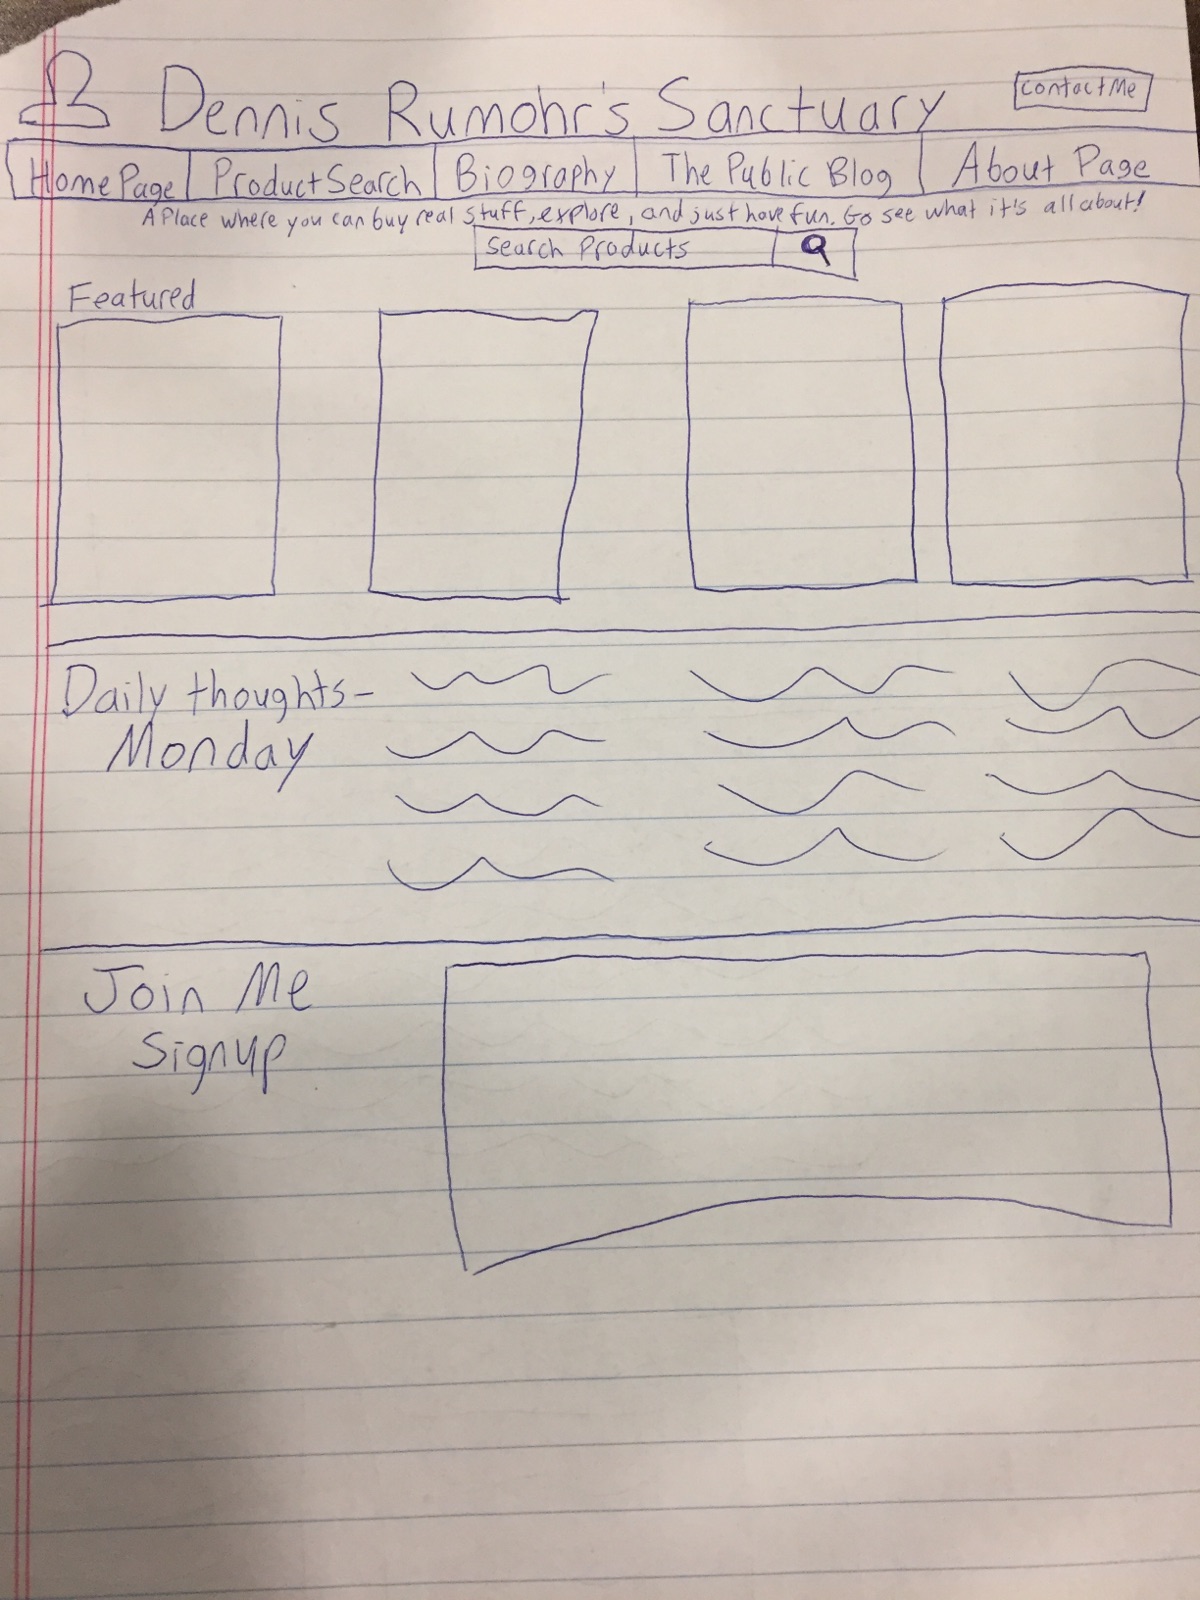 Dennis Rumohr's Sanctuary
Contact Me
Home Page Product Search Biography The Public Blog About Page
A Place where you can buy real stuff, explore, and just have fun. Go see what it's all about!
Search Products
Featured
Daily thoughts-
Monday
Join Me
Signup